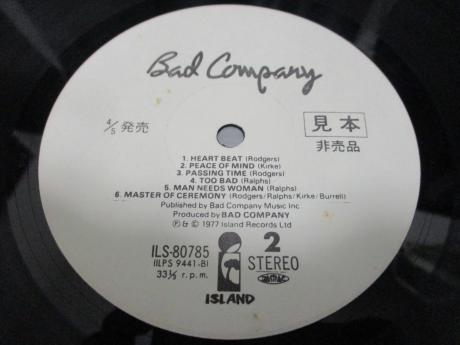 Bad Company
4/5 発売
見本
非売品
1. HEART BEAT (Rodgers)
2. PEACE OF MIND (Kirke)
3. PASSING TIME (Rodgers)
4. TOO BAD (Ralphs)
5. MAN NEEDS WOMAN (Ralphs)
6. MASTER OF CEREMONY (Rodgers/Ralphs/Kirke/Burrell)
Published by Bad Company Music Inc
Produced by BAD COMPANY
Ⓟ & © 1977 Island Records Ltd
ILS-80785
(ILPS 9441-B)
33⅓ r.p.m.
2
STEREO
ISLAND